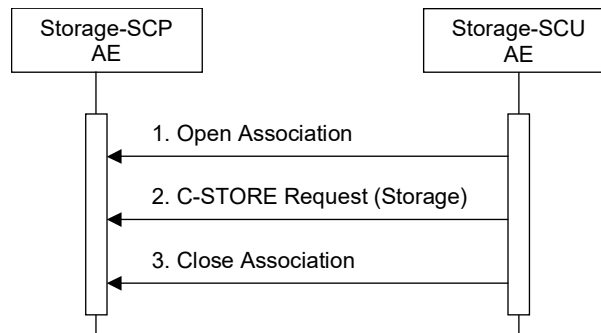 Storage-SCP
AE
Storage-SCU
AE
1. Open Association
2. C-STORE Request (Storage)
3. Close Association